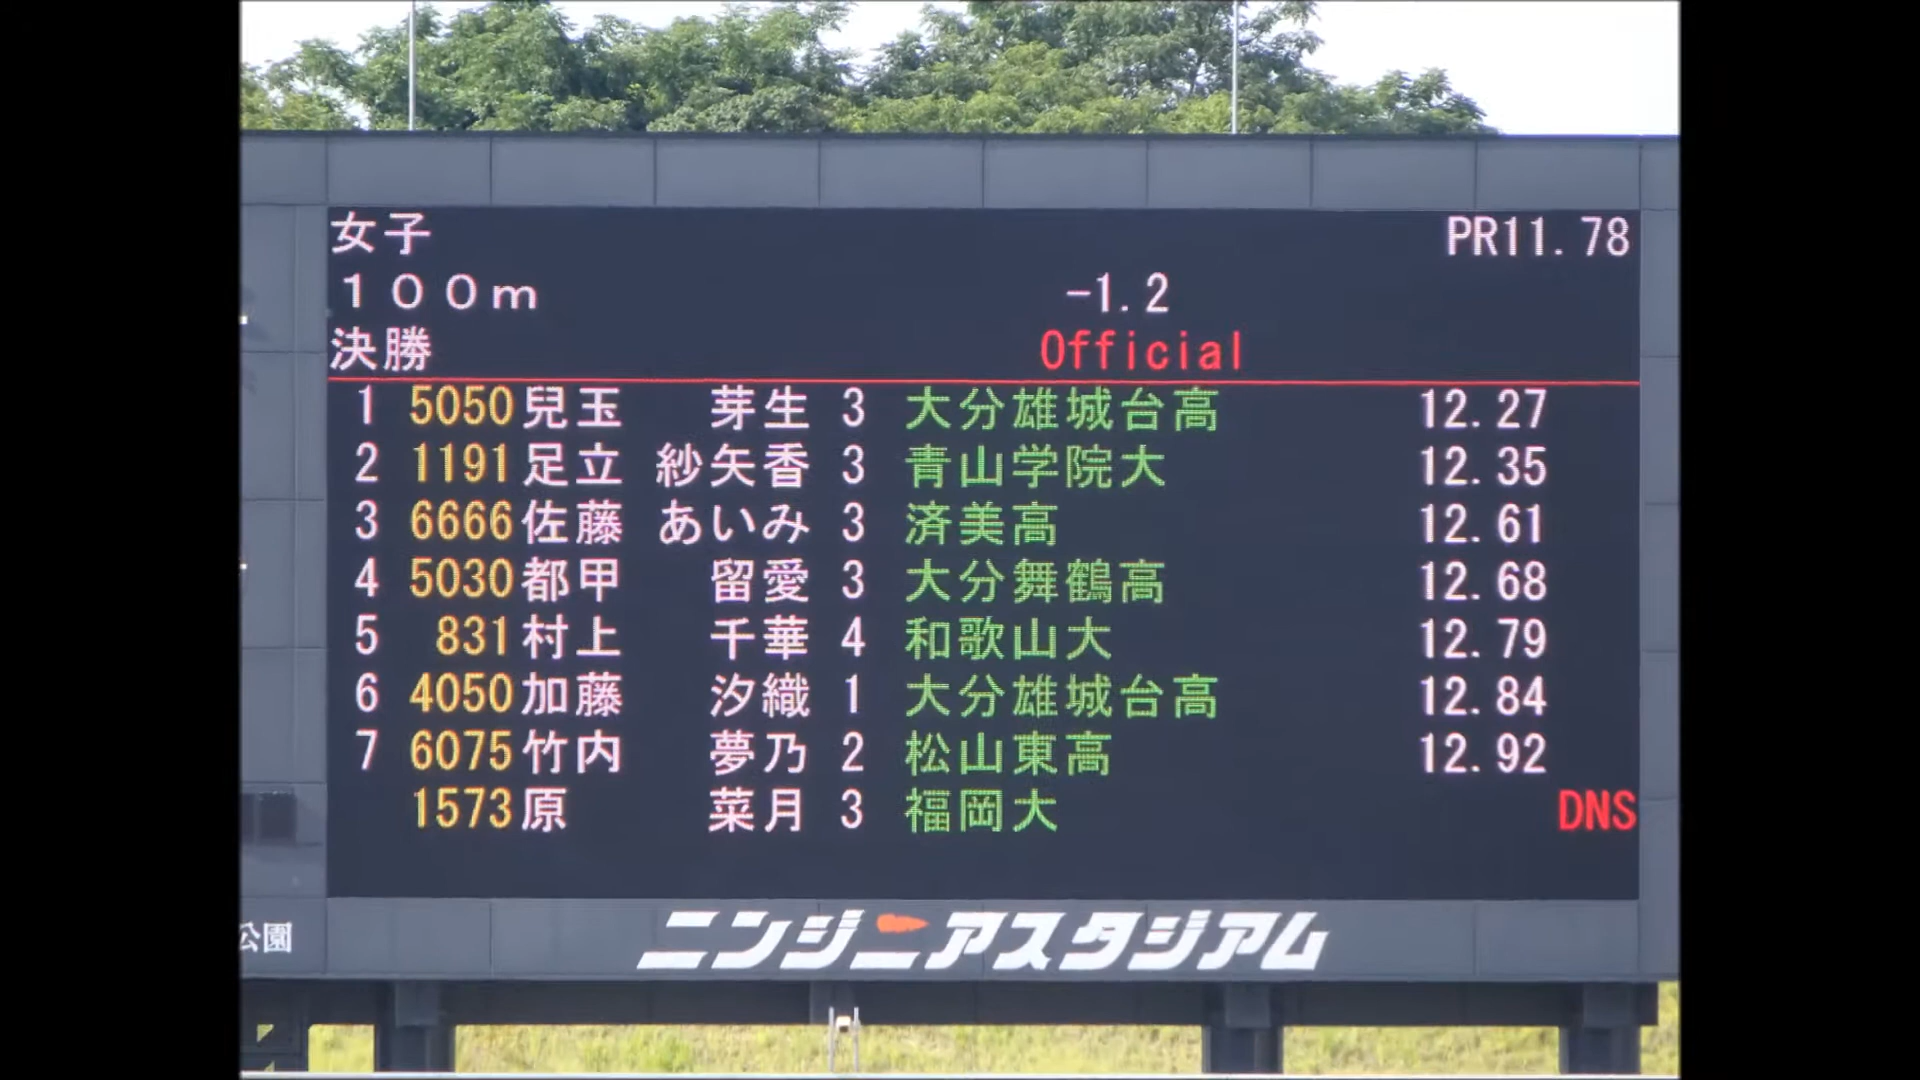 女子 PR11.78
100m -1.2
決勝 Official
1 5050 兒玉 芽生 3 大分雄城台高 12.27
2 1191 足立 紗矢香 3 青山学院大 12.35
3 6666 佐藤 あいみ 3 済美高 12.61
4 5030 都甲 留愛 3 大分舞鶴高 12.68
5 831 村上 千華 4 和歌山大 12.79
6 4050 加藤 汐織 1 大分雄城台高 12.84
7 6075 竹内 夢乃 2 松山東高 12.92
1573 原 菜月 3 福岡大 DNS
公園
ニンジニアスタジアム